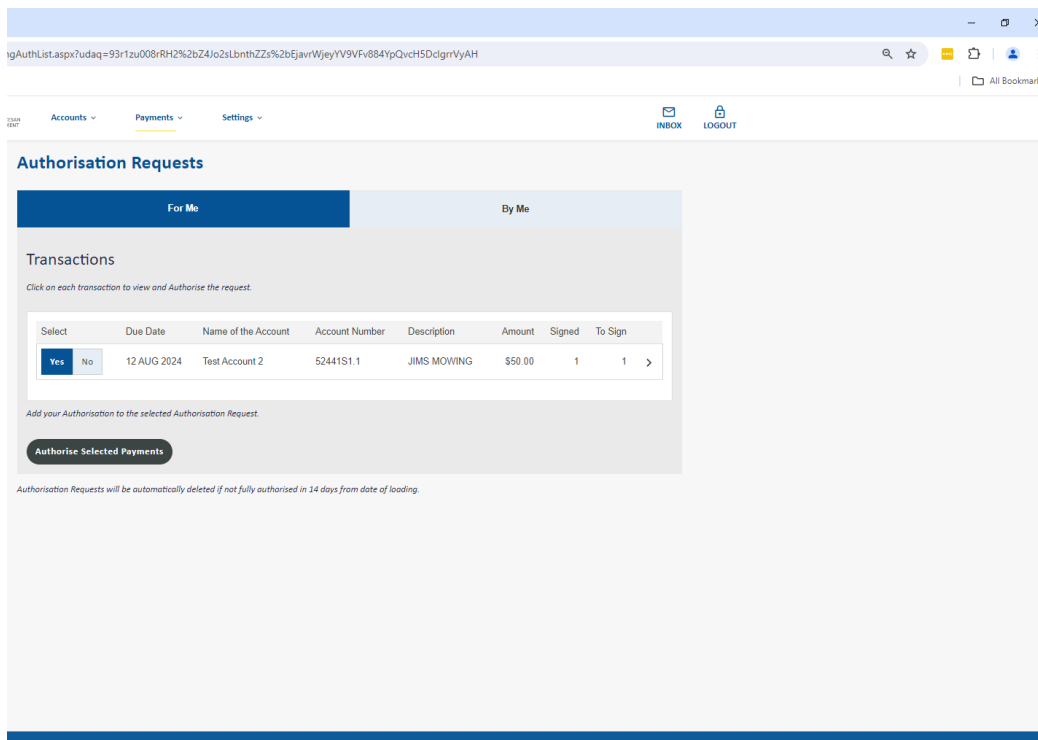 ngAuthList.aspx?udaq=93r1zu008rRH2%2bZ4Jo2sLbnthZZs%2bEjavrWjeyYV9VFv884YpQvcH5DclgrrVyAH
All Bookmark
Accounts Payments Settings INBOX LOGOUT
Authorisation Requests
For Me By Me
Transactions
Click on each transaction to view and Authorise the request.
Select Due Date Name of the Account Account Number Description Amount Signed To Sign
Yes No 12 AUG 2024 Test Account 2 52441S1.1 JIMS MOWING $50.00 1 1
Add your Authorisation to the selected Authorisation Request.
Authorise Selected Payments
Authorisation Requests will be automatically deleted if not fully authorised in 14 days from date of loading.